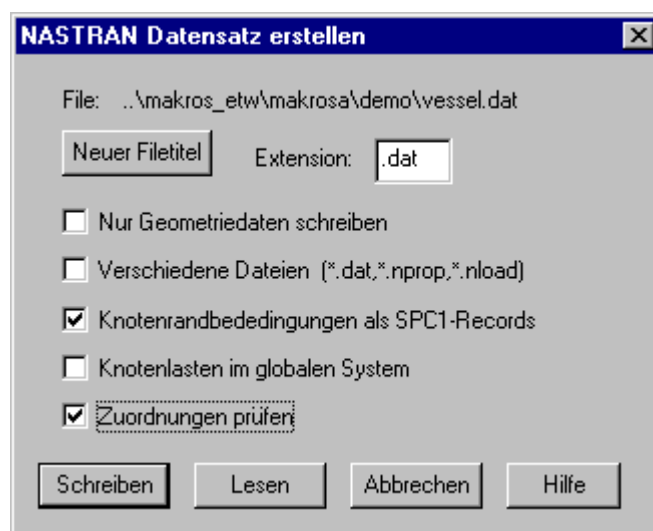 NASTRAN Datensatz erstellen
File: ..\makros_etw\makrosa\demo\vessel.dat
Neuer Filetitel Extension: .dat
Nur Geometriedaten schreiben
Verschiedene Dateien (*.dat,*.nprop,*.nload)
Knotenrandbededingungen als SPC1-Records
Knotenlasten im globalen System
Zuordnungen prüfen
Schreiben Lesen Abbrechen Hilfe